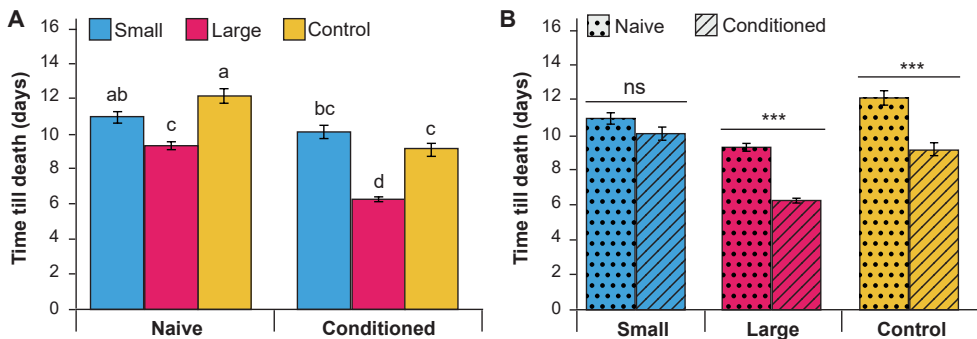 A
Small Large Control
Time till death (days)
16
14
12
10
8
6
4
2
0
ab
c
a
bc
d
c
Naive Conditioned
B
Naive Conditioned
Time till death (days)
16
14
12
10
8
6
4
2
0
ns
***
***
Small Large Control